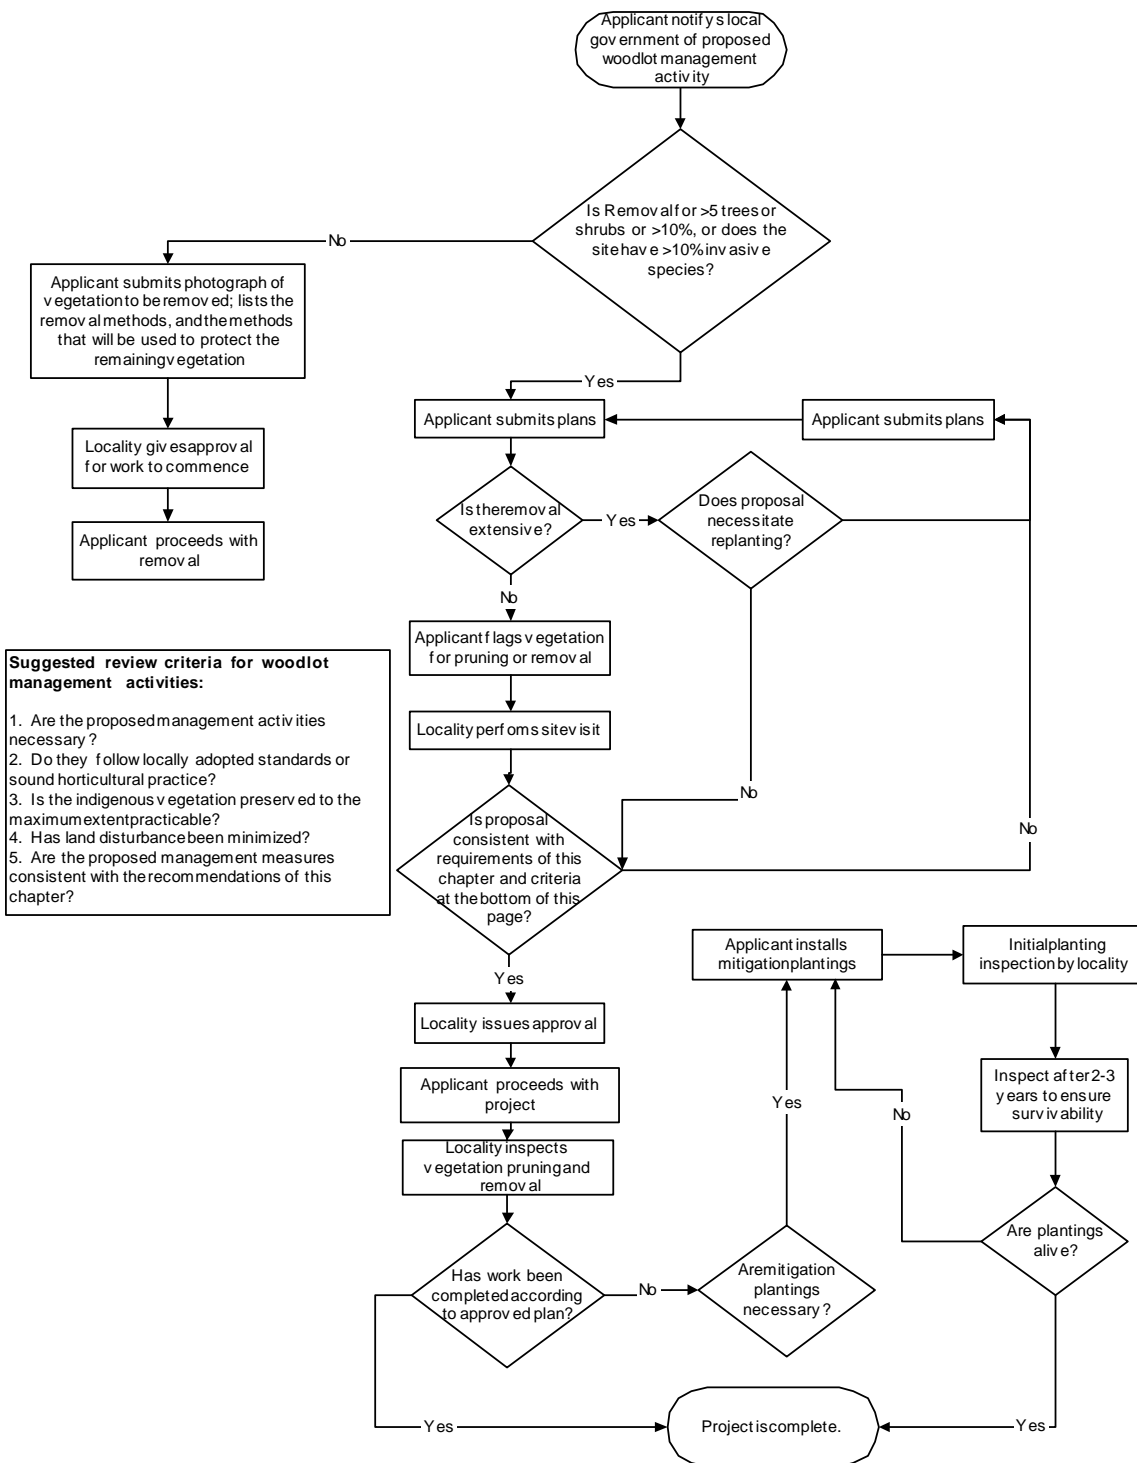 Applicant notifys local
government of proposed
woodlot management
activity
Is Removal for >5 trees or
shrubs or >10%, or does the
site have >10% invasive
species?
No
Applicant submits photograph of
vegetation to be removed; lists the
removal methods, and the methods
that will be used to protect the
remaining vegetation
Yes
Applicant submits plans
Applicant submits plans
Locality gives approval
for work to commence
Is the removal
extensive?
Yes
Does proposal
necessitate
replanting?
Applicant proceeds with
removal
No
Applicant flags vegetation
for pruning or removal
Suggested review criteria for woodlot
management activities:
1. Are the proposed management activities
necessary?
2. Do they follow locally adopted standards or
sound horticultural practice?
3. Is the indigenous vegetation preserved to the
maximum extent practicable?
4. Has land disturbance been minimized?
5. Are the proposed management measures
consistent with the recommendations of this
chapter?
Locality perfoms site visit
No
No
Is proposal
consistent with
requirements of this
chapter and criteria
at the bottom of this
page?
Yes
Applicant installs
mitigation plantings
Initial planting
inspection by locality
Locality issues approval
Applicant proceeds with
project
Yes
No
Inspect after 2-3
years to ensure
survivability
Locality inspects
vegetation pruning and
removal
Are plantings
alive?
Has work been
completed according
to approved plan?
No
Are mitigation
plantings
necessary?
Yes
Project is complete.
Yes